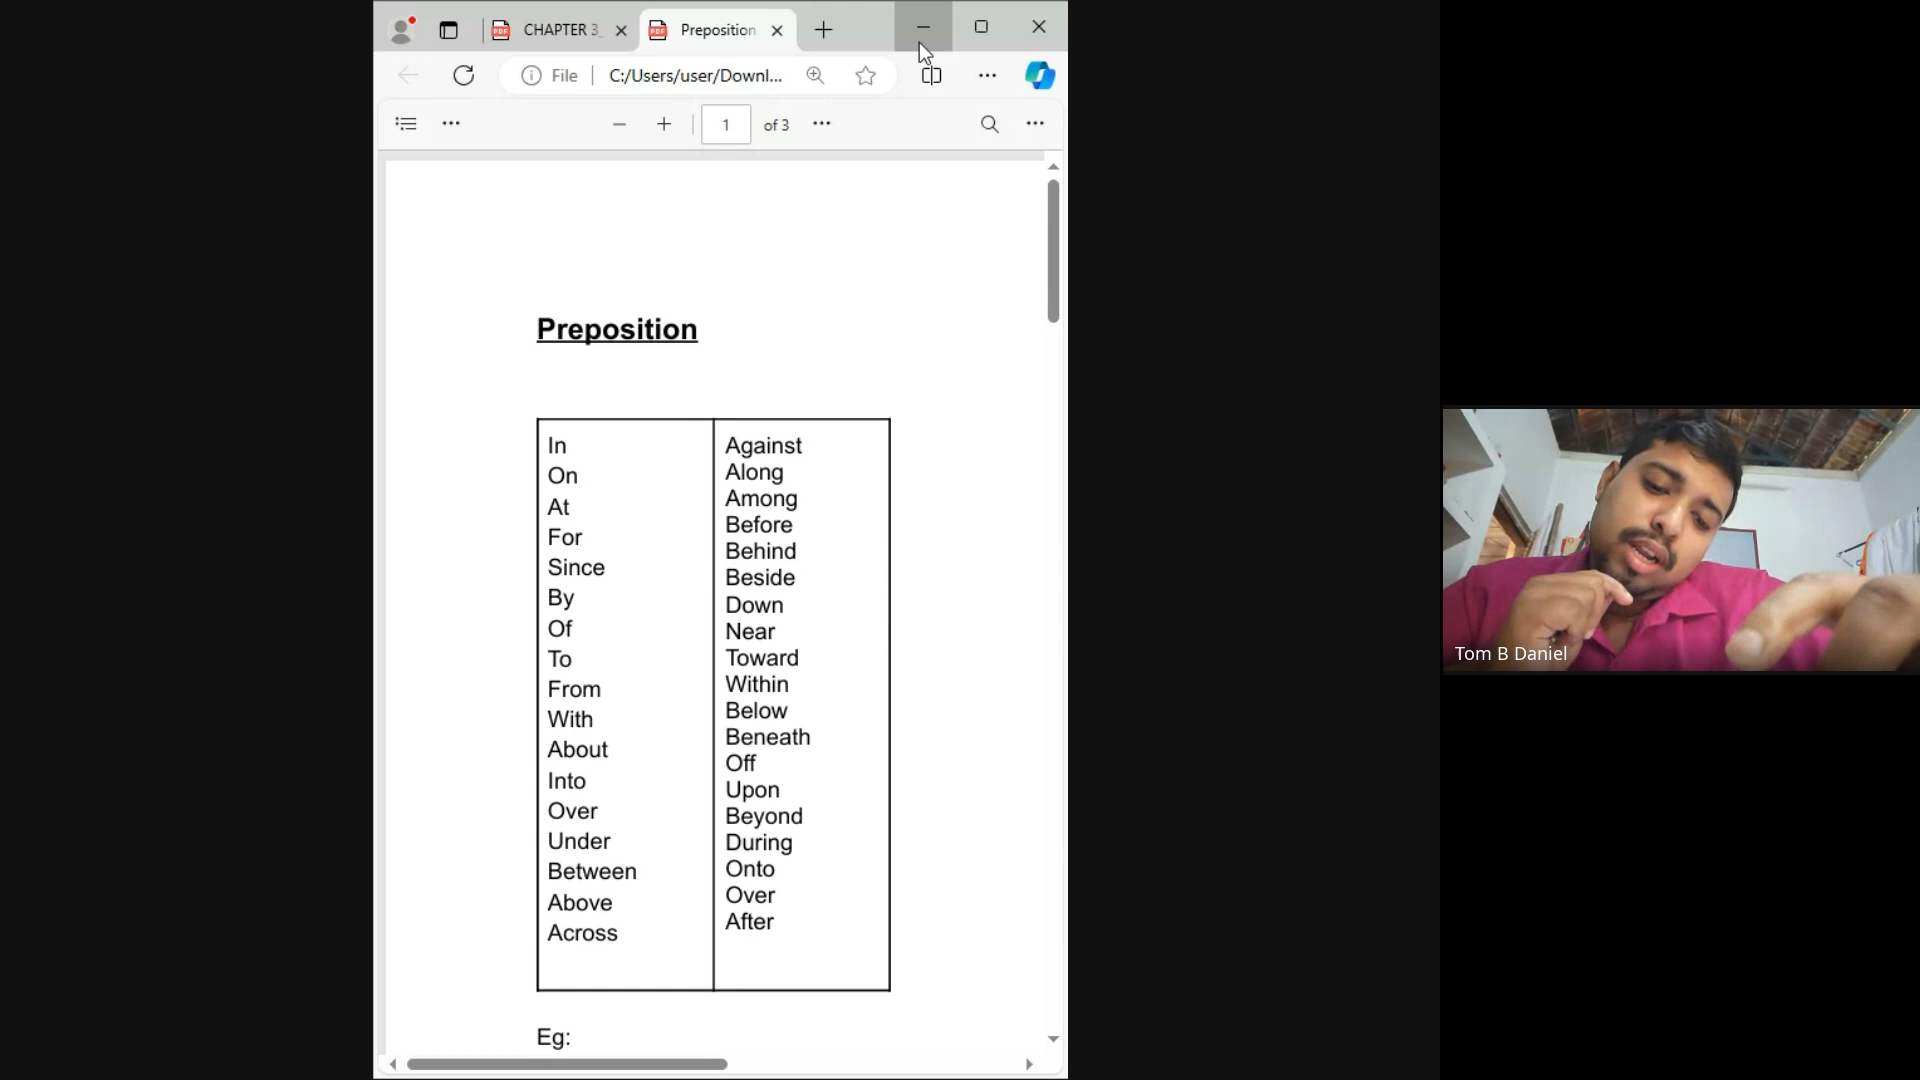 CHAPTER 3
Preposition
File
C:/Users/user/Downl...
1 of 3
Preposition
In
On
At
For
Since
By
Of
To
From
With
About
Into
Over
Under
Between
Above
Across
Against
Along
Among
Before
Behind
Beside
Down
Near
Toward
Within
Below
Beneath
Off
Upon
Beyond
During
Onto
Over
After
Eg:
Tom B Daniel